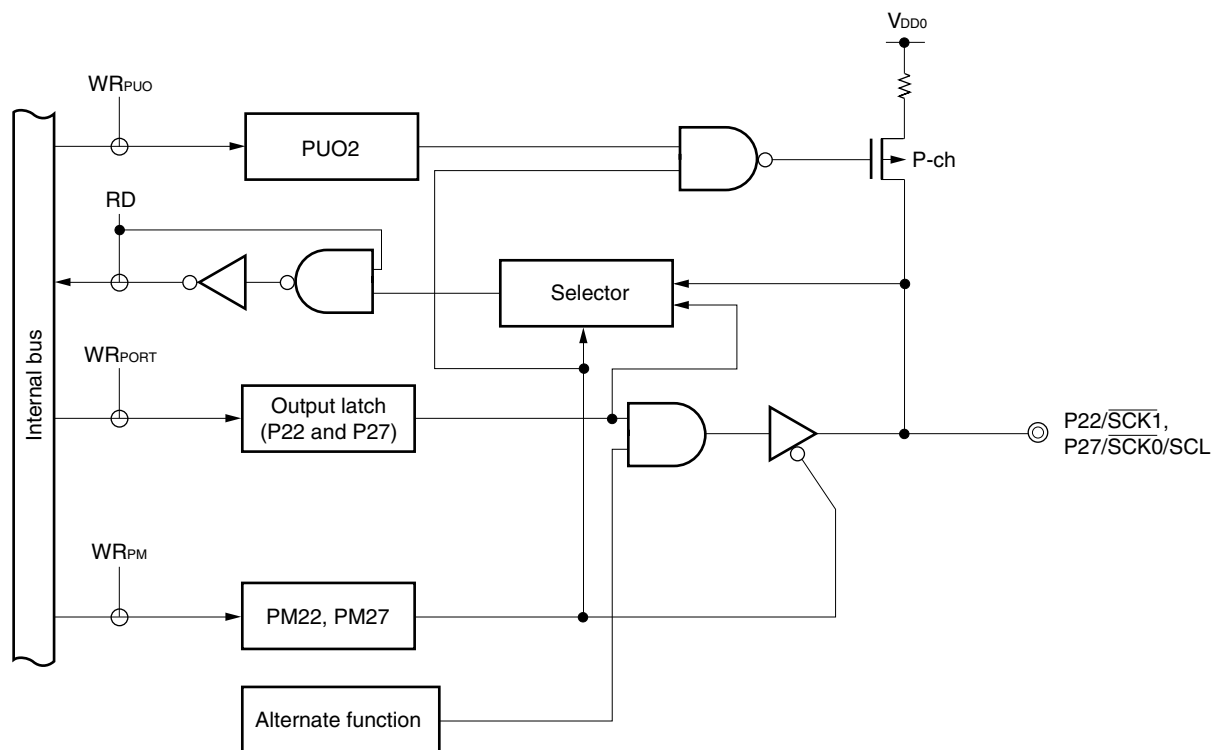 VDD0
WRPUO
PUO2
P-ch
RD
Selector
Internal bus
WRPORT
Output latch
(P22 and P27)
P22/SCK1,
P27/SCK0/SCL
WRPM
PM22, PM27
Alternate function